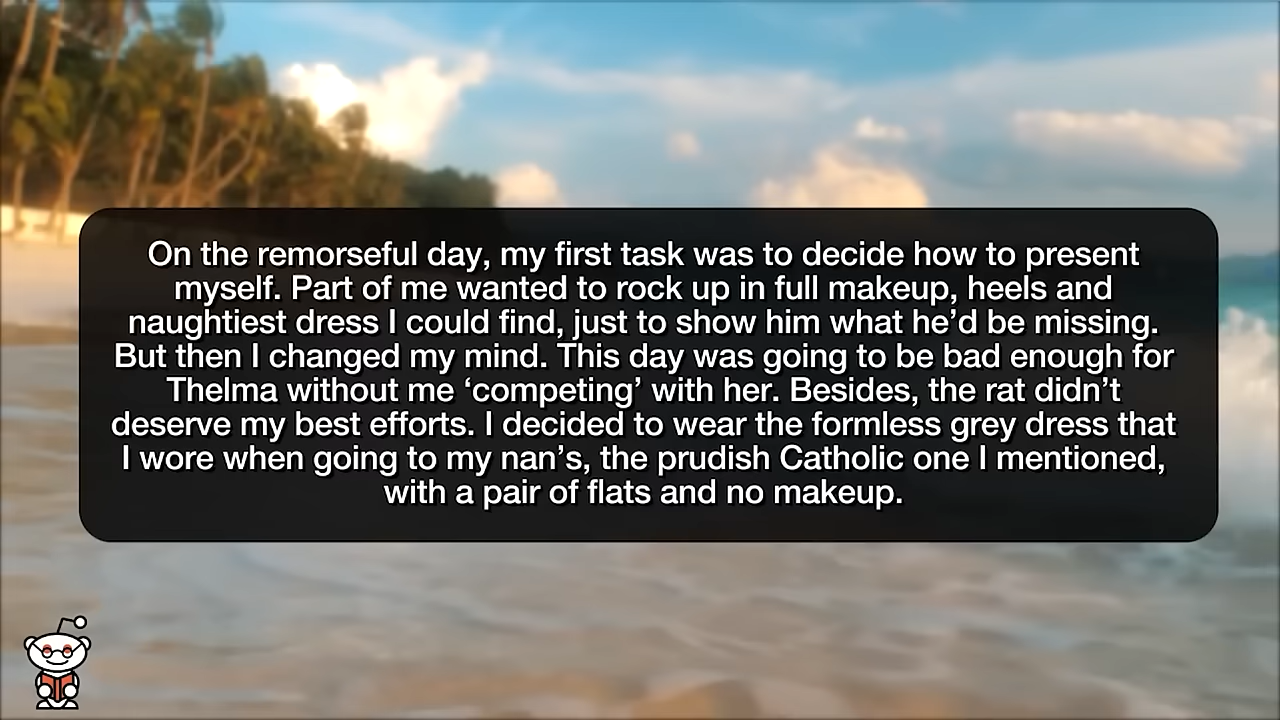 On the remorseful day, my first task was to decide how to present
myself. Part of me wanted to rock up in full makeup, heels and
naughtiest dress I could find, just to show him what he’d be missing.
But then I changed my mind. This day was going to be bad enough for
Thelma without me ‘competing’ with her. Besides, the rat didn’t
deserve my best efforts. I decided to wear the formless grey dress that
I wore when going to my nan’s, the prudish Catholic one I mentioned,
with a pair of flats and no makeup.